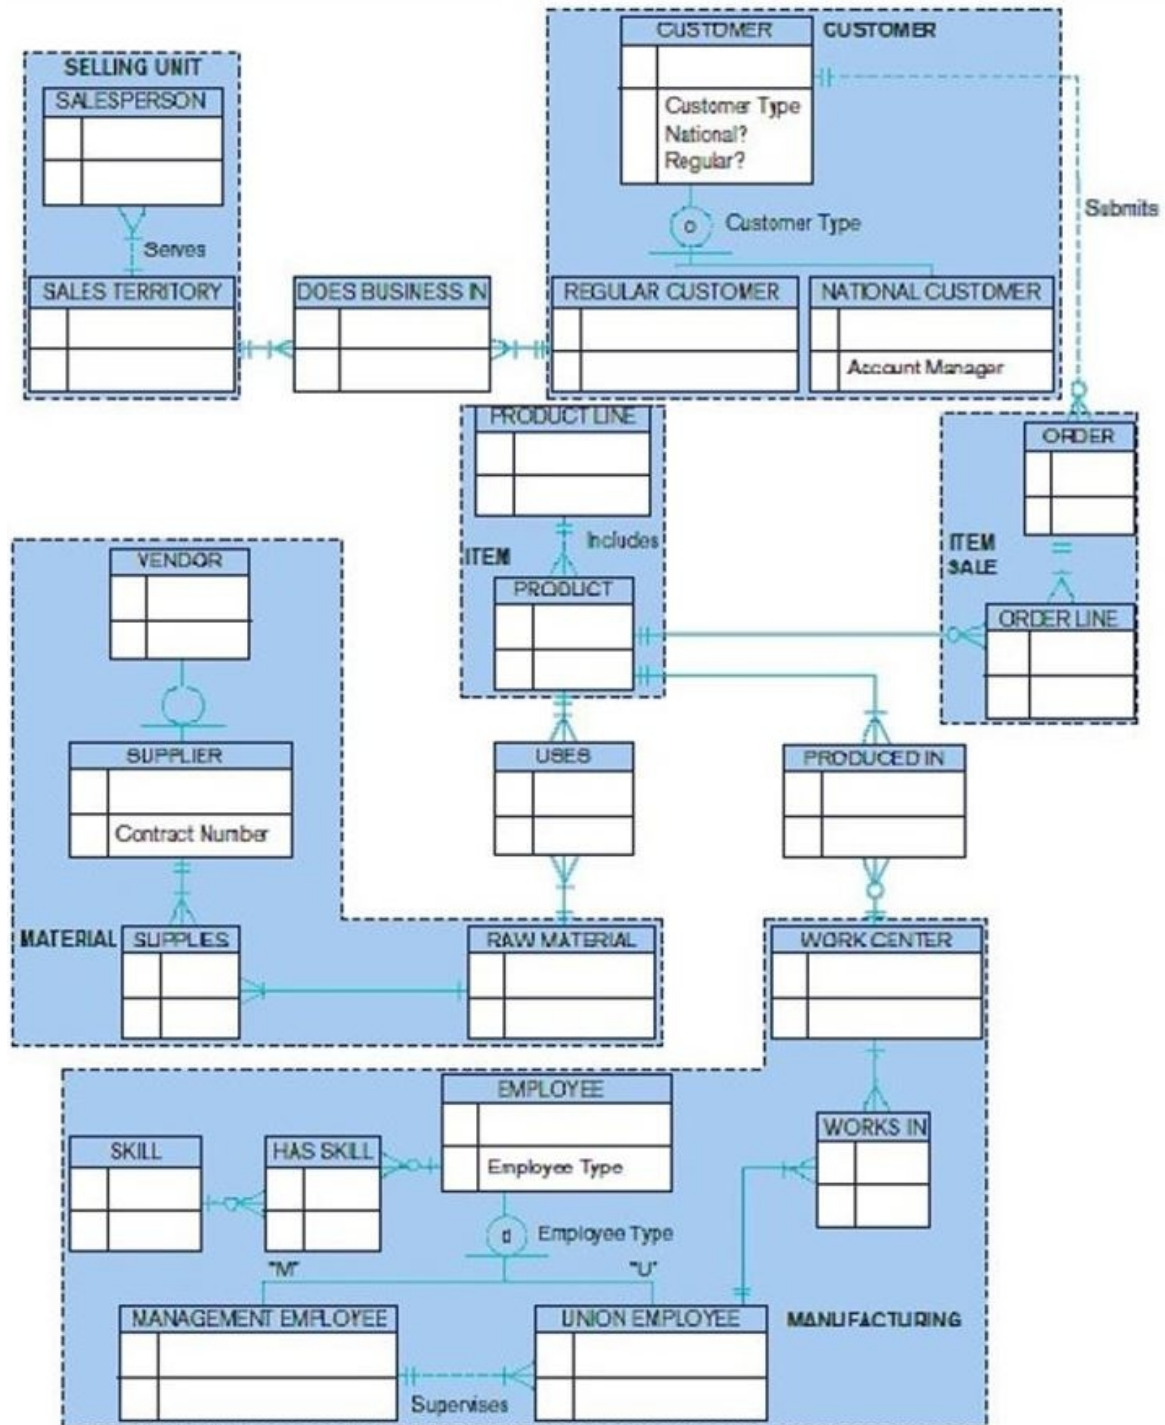 CUSTOMER
CUSTOMER
Customer Type
National?
Regular?
SELLING UNIT
SALESPERSON
Serves
o
Customer Type
Submits
SALES TERRITORY
DOES BUSINESS IN
REGULAR CUSTOMER
NATIONAL CUSTOMER
Account Manager
PRODUCT LINE
ORDER
Includes
ITEM
ITEM
SALE
VENDOR
PRODUCT
ORDER LINE
SUPPLIER
Contract Number
USES
PRODUCED IN
MATERIAL
SUPPLIES
RAW MATERIAL
WORK CENTER
EMPLOYEE
Employee Type
WORKS IN
SKILL
HAS SKILL
d
Employee Type
"M"
"U"
MANAGEMENT EMPLOYEE
UNION EMPLOYEE
MANUFACTURING
Supervises